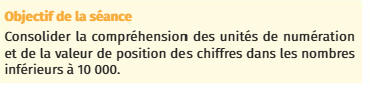 Objectif de la séance
Consolider la compréhension des unités de numération
et de la valeur de position des chiffres dans les nombres
inférieurs à 10 000.